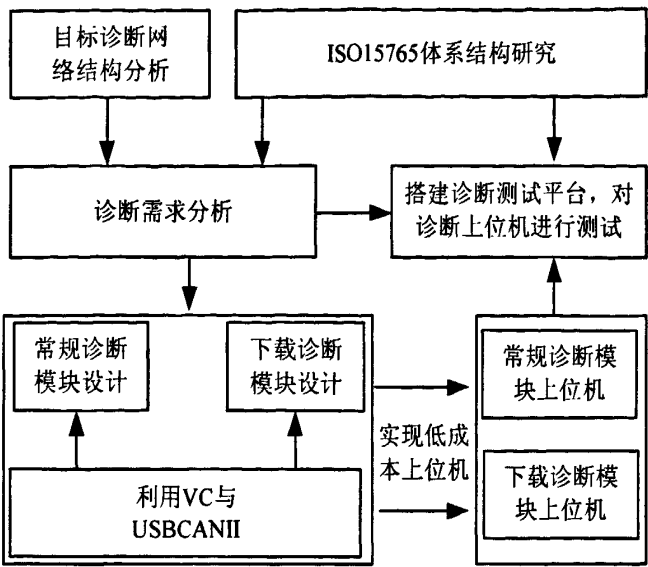 目标诊断网
络结构分析
ISO15765体系结构研究
诊断需求分析
搭建诊断测试平台，对
诊断上位机进行测试
常规诊断
模块设计
下载诊断
模块设计
利用VC与
USBCANII
实现低成
本上位机
常规诊断模
块上位机
下载诊断模
块上位机